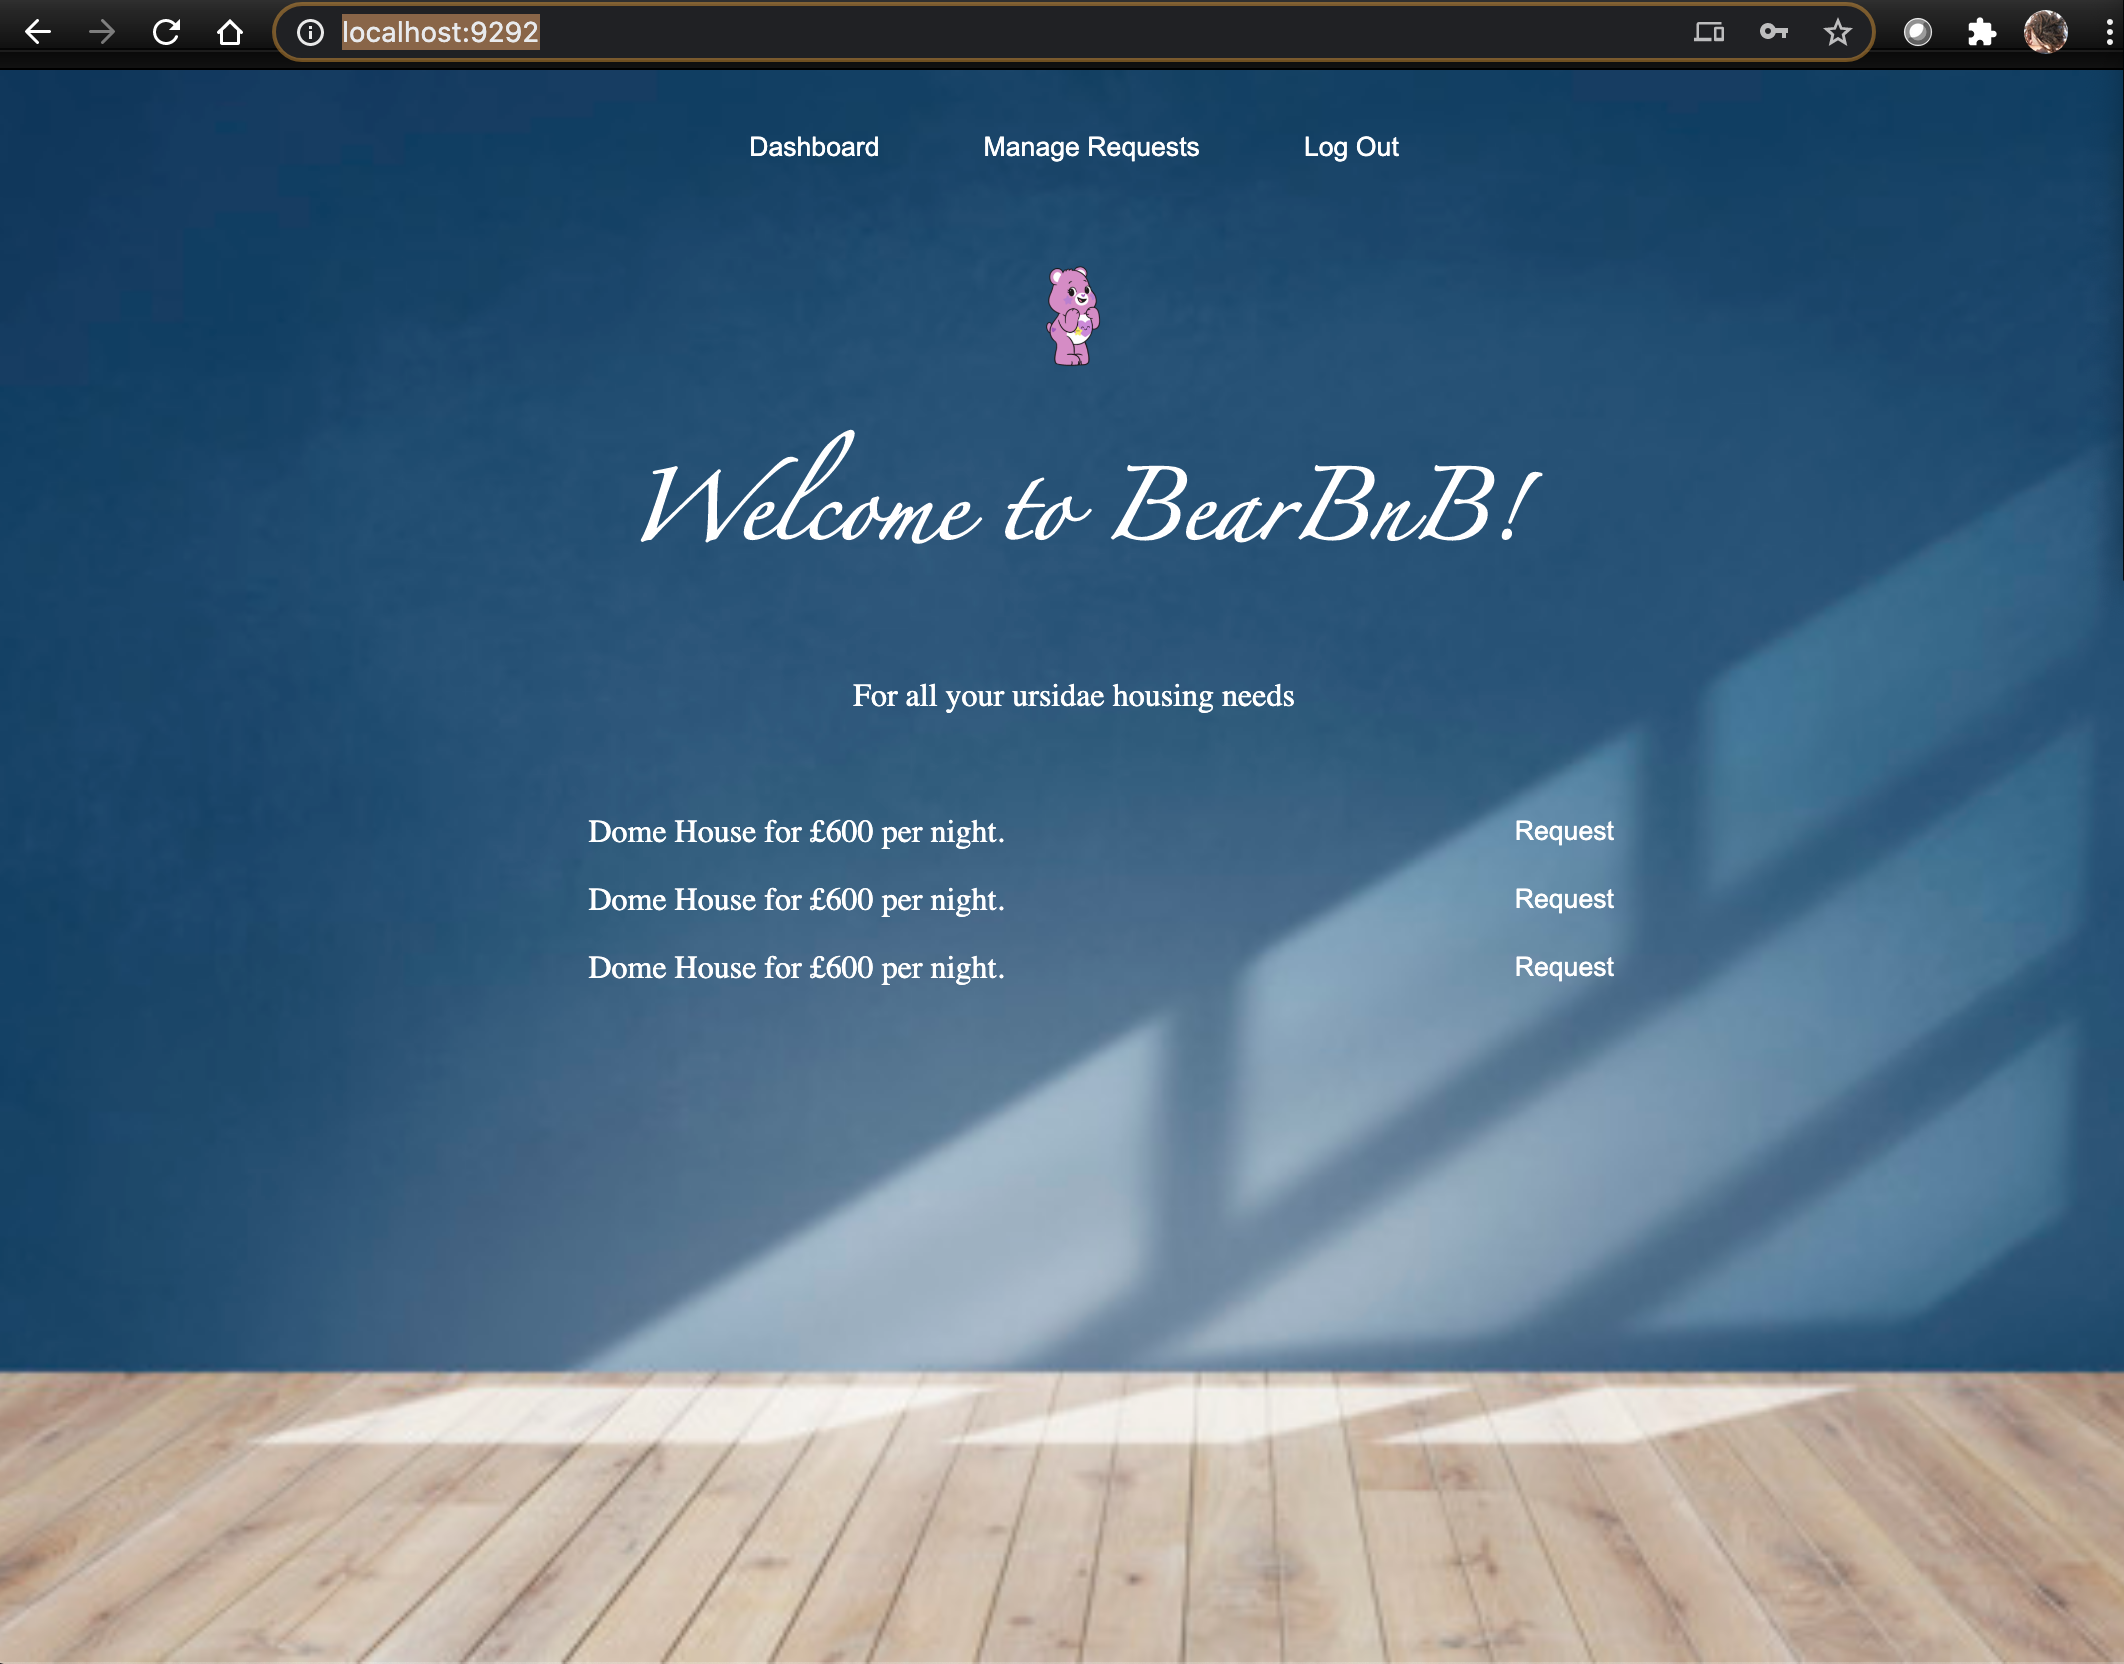 localhost:9292
Dashboard Manage Requests Log Out
Welcome to BearBnB!
For all your ursidae housing needs
Dome House for £600 per night. Request
Dome House for £600 per night. Request
Dome House for £600 per night. Request